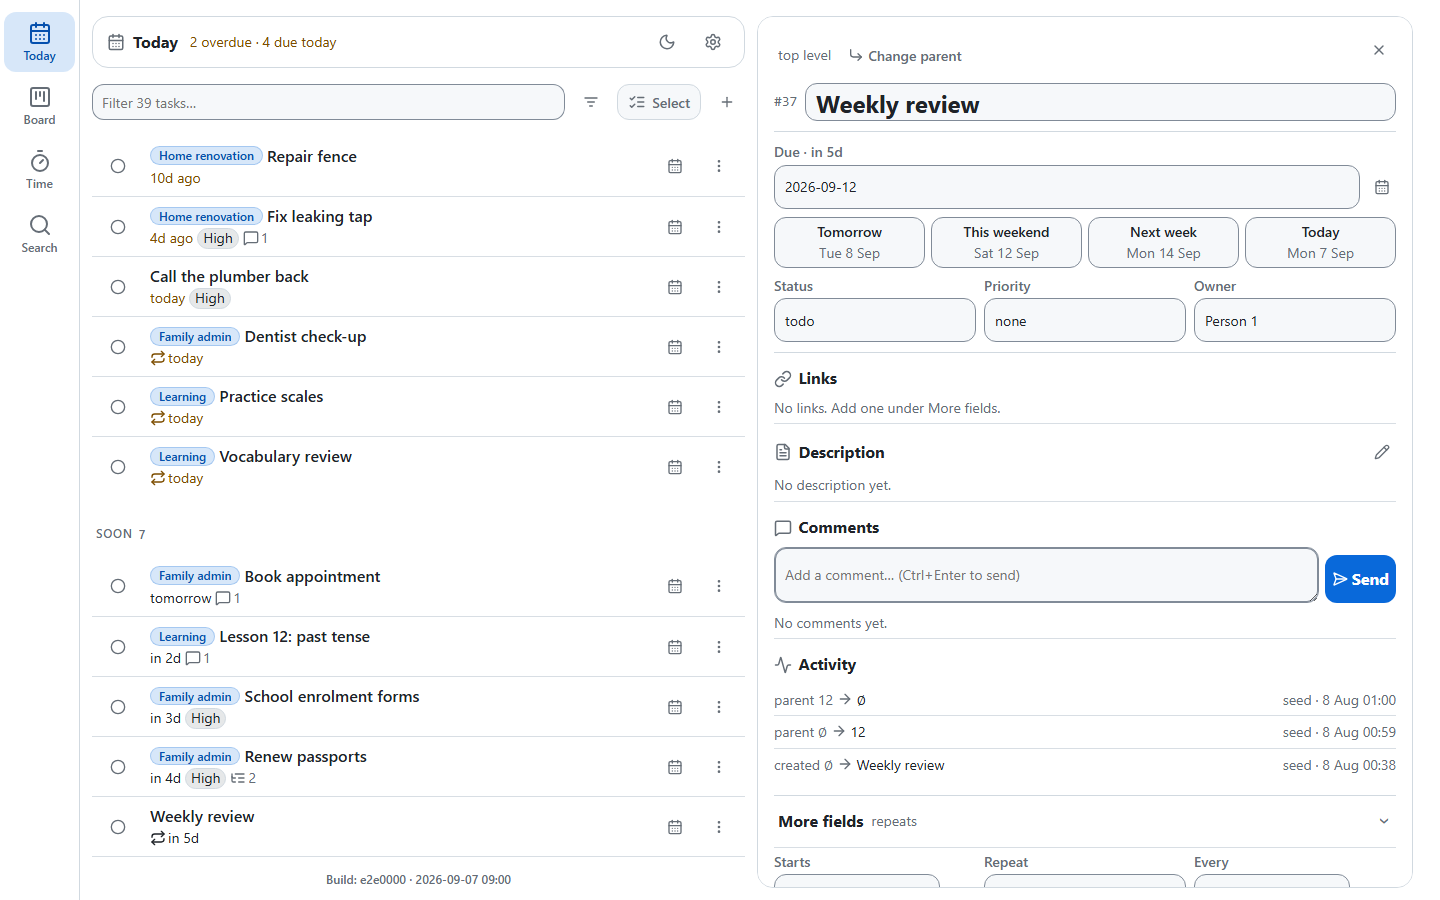 Today
Board
Time
Search
Today 2 overdue · 4 due today
Filter 39 tasks...
Select
Home renovation Repair fence
10d ago
Home renovation Fix leaking tap
4d ago High 1
Call the plumber back
today High
Family admin Dentist check-up
today
Learning Practice scales
today
Learning Vocabulary review
today
SOON 7
Family admin Book appointment
tomorrow 1
Learning Lesson 12: past tense
in 2d 1
Family admin School enrolment forms
in 3d High
Family admin Renew passports
in 4d High 2
Weekly review
in 5d
Build: e2e0000 · 2026-09-07 09:00
top level Change parent
#37 Weekly review
Due · in 5d
2026-09-12
Tomorrow This weekend Next week Today
Tue 8 Sep Sat 12 Sep Mon 14 Sep Mon 7 Sep
Status Priority Owner
todo none Person 1
Links
No links. Add one under More fields.
Description
No description yet.
Comments
Add a comment... (Ctrl+Enter to send) Send
No comments yet.
Activity
parent 12 → ∅ seed · 8 Aug 01:00
parent ∅ → 12 seed · 8 Aug 00:59
created ∅ → Weekly review seed · 8 Aug 00:38
More fields repeats
Starts Repeat Every